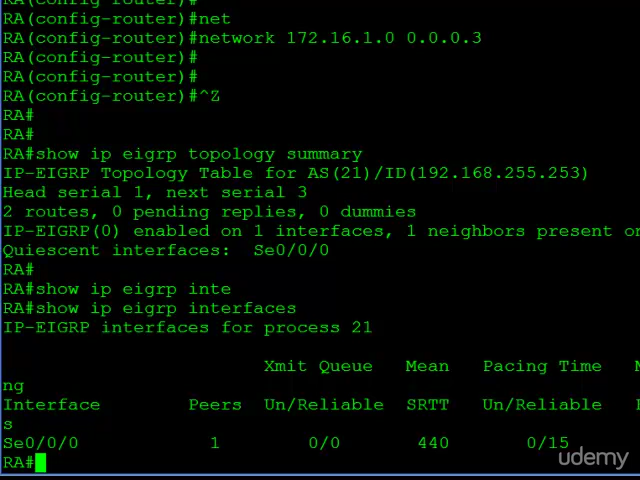 RA(config-router)#
RA(config-router)#net
RA(config-router)#network 172.16.1.0 0.0.0.3
RA(config-router)#
RA(config-router)#
RA(config-router)#^Z
RA#
RA#
RA#show ip eigrp topology summary
IP-EIGRP Topology Table for AS(21)/ID(192.168.255.253)
Head serial 1, next serial 3
2 routes, 0 pending replies, 0 dummies
IP-EIGRP(0) enabled on 1 interfaces, 1 neighbors present on
Quiescent interfaces:  Se0/0/0
RA#
RA#show ip eigrp inte
RA#show ip eigrp interfaces
IP-EIGRP interfaces for process 21
Xmit Queue   Mean   Pacing Time
ng
Interface        Peers  Un/Reliable  SRTT   Un/Reliable
s
Se0/0/0            1        0/0       440       0/15
RA#
udemy